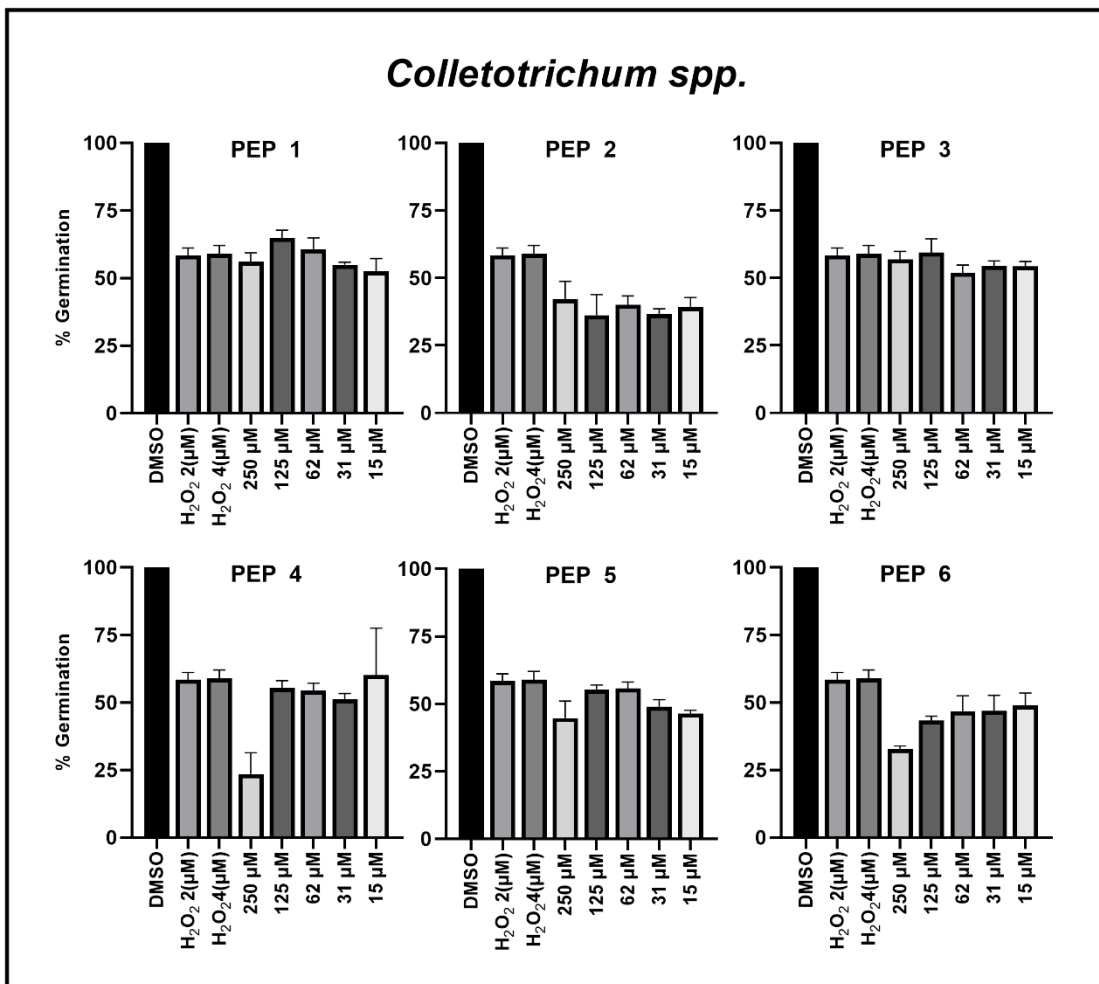 Colletotrichum spp.
PEP 1
% Germination
100
75
50
25
0
DMSO
H₂O₂ 2(µM)
H₂O₂ 4(µM)
250 µM
125 µM
62 µM
31 µM
15 µM
PEP 2
100
75
50
25
0
DMSO
H₂O₂ 2(µM)
H₂O₂4(µM)
250 µM
125 µM
62 µM
31 µM
15 µM
PEP 3
100
75
50
25
0
DMSO
H₂O₂ 2(µM)
H₂O₂ 4(µM)
250 µM
125 µM
62 µM
31 µM
15 µM
PEP 4
% Germination
100
75
50
25
0
DMSO
H₂O₂ 2(µM)
H₂O₂4(µM)
250 µM
125 µM
62 µM
31 µM
15 µM
PEP 5
100
75
50
25
0
DMSO
H₂O₂ 2(µM)
H₂O₂4(µM)
250 µM
125 µM
62 µM
31 µM
15 µM
PEP 6
100
75
50
25
0
DMSO
H₂O₂ 2(µM)
H₂O₂ 4(µM)
250 µM
125 µM
62 µM
31 µM
15 µM